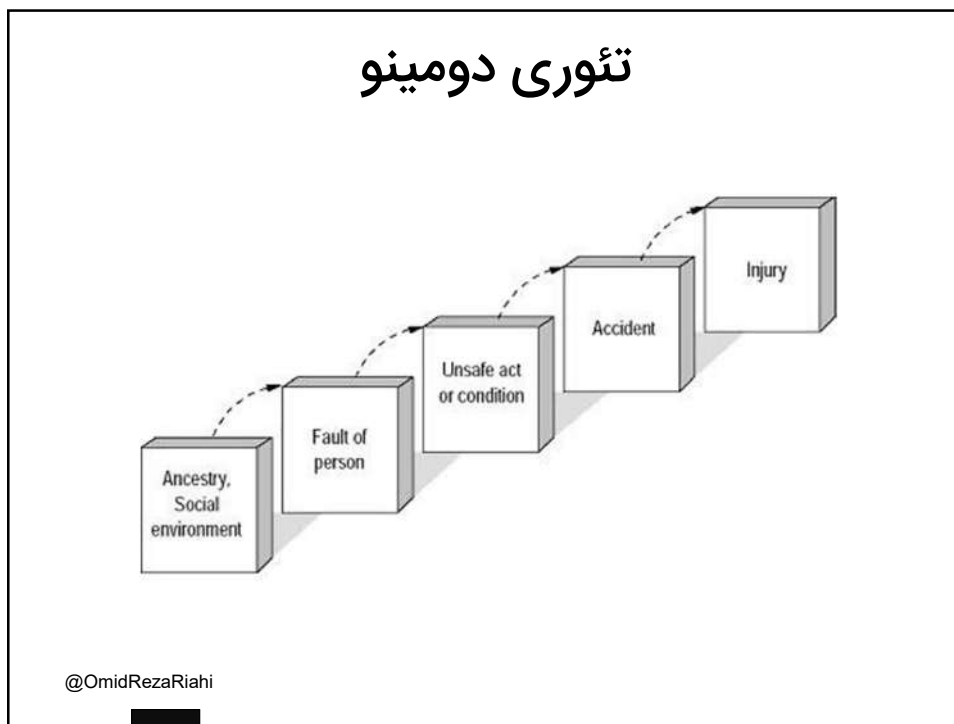 تئوری دومینو
Injury
Accident
Unsafe act
or condition
Fault of
person
Ancestry,
Social
environment
@OmidRezaRiahi